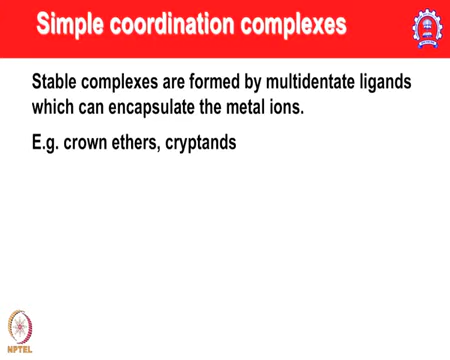 Simple coordination complexes
Stable complexes are formed by multidentate ligands
which can encapsulate the metal ions.
E.g. crown ethers, cryptands
NPTEL